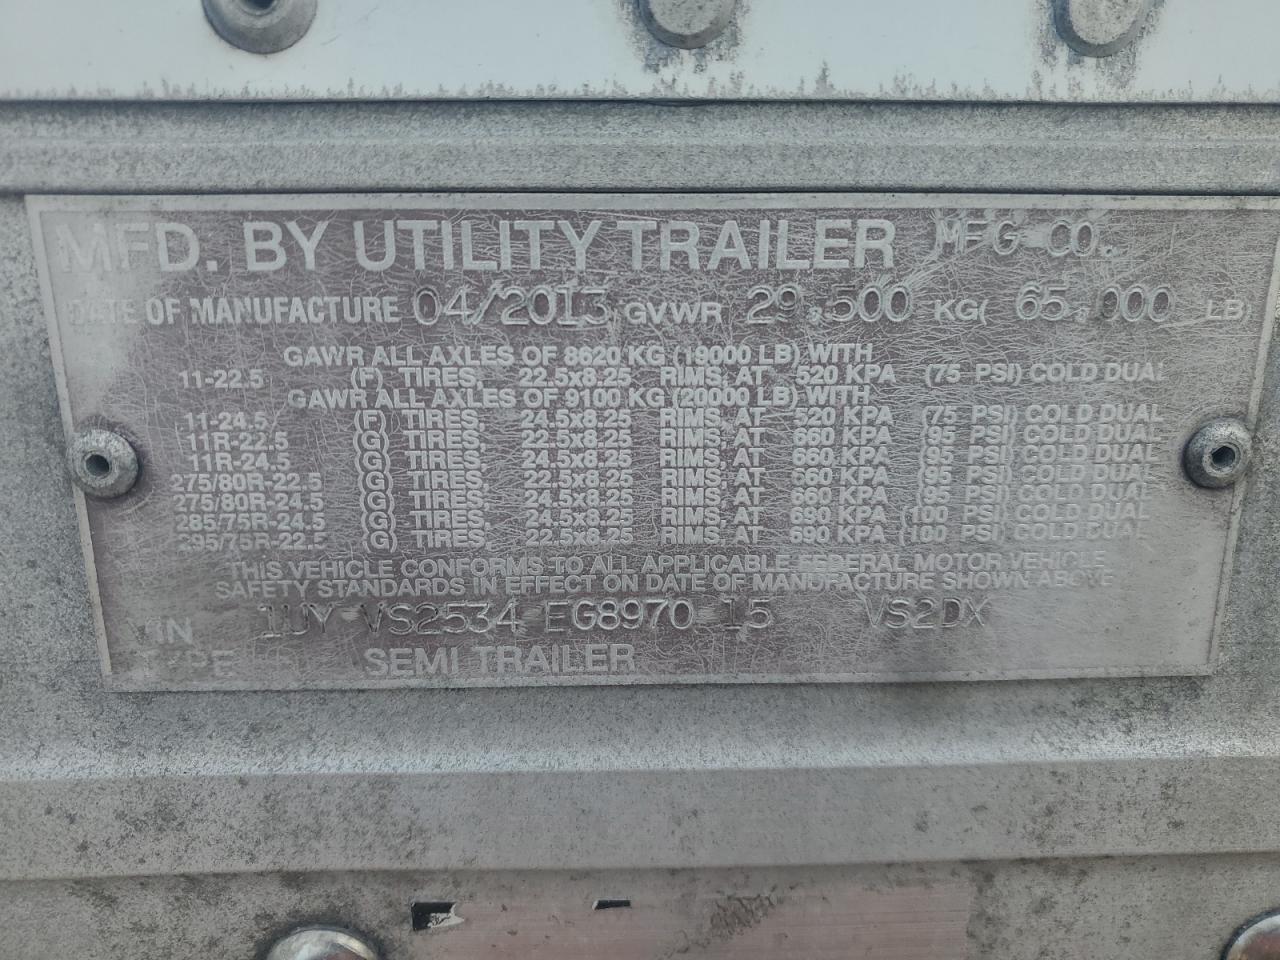 MFD. BY UTILITY TRAILER MFG CO.
DATE OF MANUFACTURE 04/2013 GVWR 29,500 KG( 65,000 LB)
GAWR ALL AXLES OF 8620 KG (19000 LB) WITH
11-22.5 (F) TIRES, 22.5x8.25 RIMS, AT 520 KPA (75 PSI) COLD DUAL
GAWR ALL AXLES OF 9100 KG (20000 LB) WITH
11-24.5 (F) TIRES, 24.5x8.25 RIMS, AT 520 KPA (75 PSI) COLD DUAL
11R-22.5 (G) TIRES, 22.5x8.25 RIMS, AT 660 KPA (95 PSI) COLD DUAL
11R-24.5 (G) TIRES, 24.5x8.25 RIMS, AT 660 KPA (95 PSI) COLD DUAL
275/80R-22.5 (G) TIRES, 22.5x8.25 RIMS, AT 660 KPA (95 PSI) COLD DUAL
275/80R-24.5 (G) TIRES, 24.5x8.25 RIMS, AT 660 KPA (95 PSI) COLD DUAL
285/75R-24.5 (G) TIRES, 24.5x8.25 RIMS, AT 690 KPA (100 PSI) COLD DUAL
295/75R-22.5 (G) TIRES, 22.5x8.25 RIMS, AT 690 KPA (100 PSI) COLD DUAL
THIS VEHICLE CONFORMS TO ALL APPLICABLE FEDERAL MOTOR VEHICLE
SAFETY STANDARDS IN EFFECT ON DATE OF MANUFACTURE SHOWN ABOVE
VIN 1UY VS2534 EG8970 15 VS2DX
TYPE SEMI TRAILER